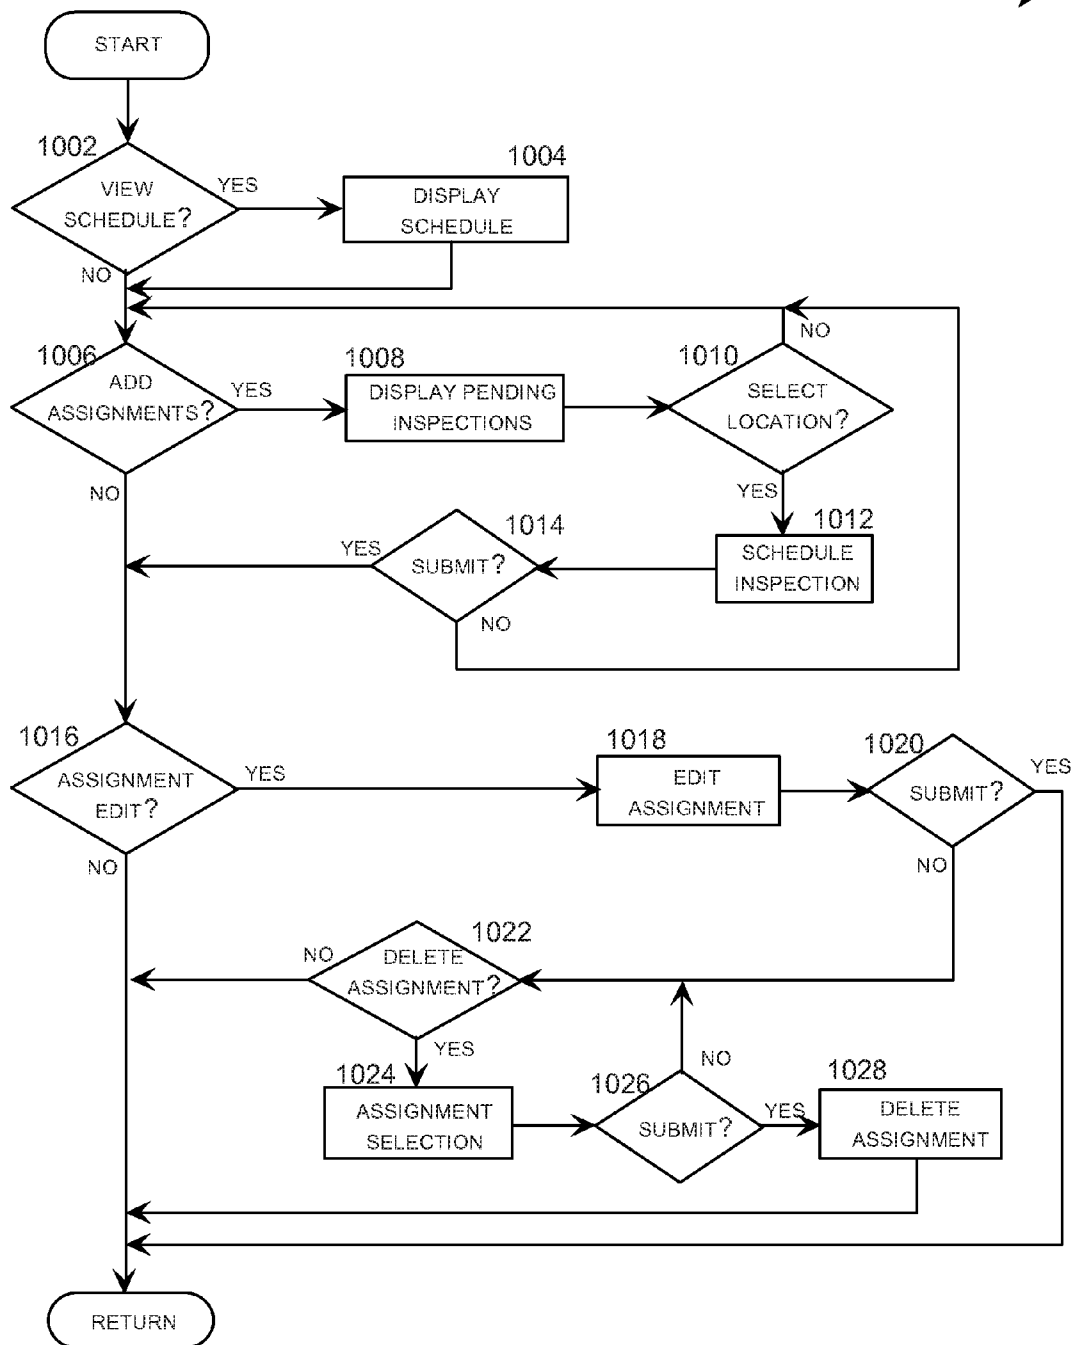 START
1002
VIEW
SCHEDULE?
YES
1004
DISPLAY
SCHEDULE
NO
NO
1006
ADD
ASSIGNMENTS?
YES
1008
DISPLAY PENDING
INSPECTIONS
1010
SELECT
LOCATION?
NO
YES
1012
SCHEDULE
INSPECTION
1014
SUBMIT?
YES
NO
1016
ASSIGNMENT
EDIT?
YES
1018
EDIT
ASSIGNMENT
1020
SUBMIT?
YES
NO
NO
1022
DELETE
ASSIGNMENT?
NO
YES
1024
ASSIGNMENT
SELECTION
1026
SUBMIT?
NO
YES
1028
DELETE
ASSIGNMENT
RETURN